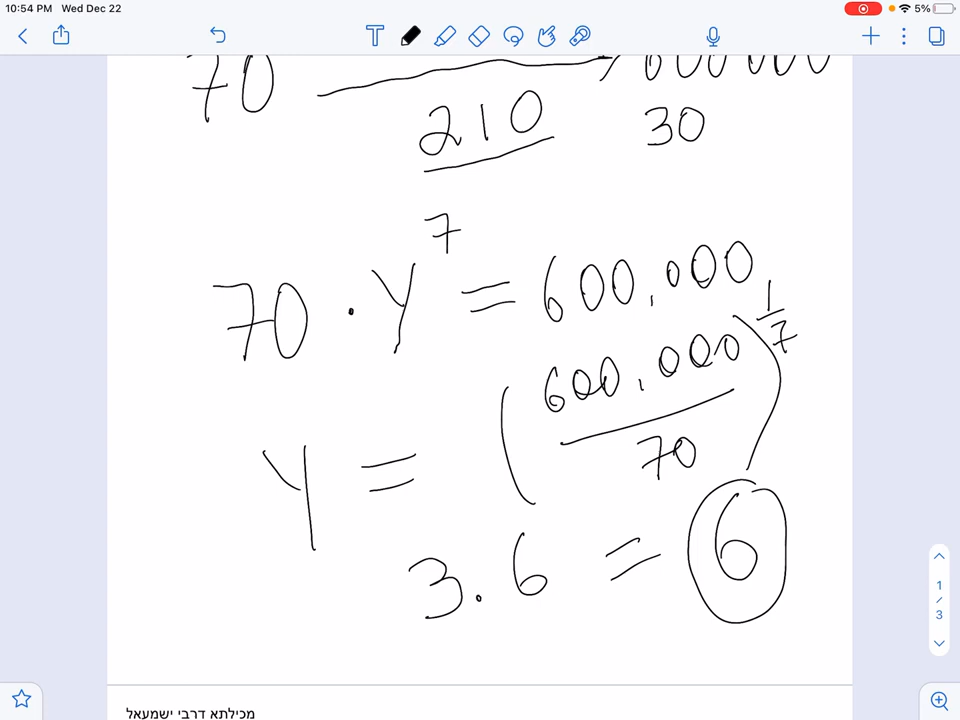 10:54 PM Wed Dec 22 5%
70 600000
210 30
70 · Y^7 = 600,000
Y = (600,000/70)^1/7
3.6 = 6
1
/
3
מכילתא דרבי ישמעאל